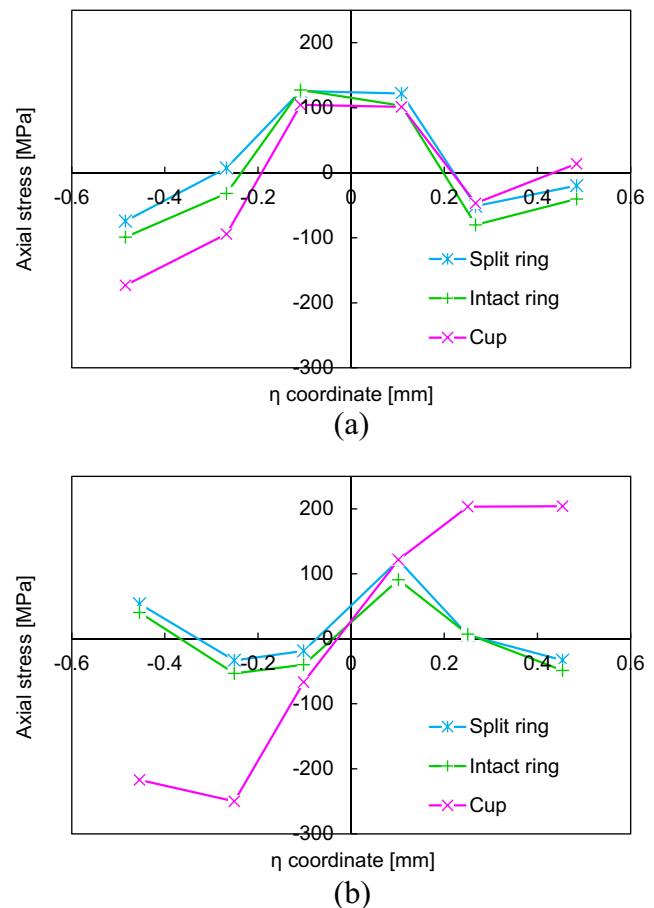 200
100
0
-0.6
-0.4
-0.2
0
0.2
0.4
0.6
-100
-200
-300
Axial stress [MPa]
Split ring
Intact ring
Cup
η coordinate [mm]
(a)
200
100
0
-0.6
-0.4
-0.2
0
0.2
0.4
0.6
-100
-200
-300
Axial stress [MPa]
Split ring
Intact ring
Cup
η coordinate [mm]
(b)